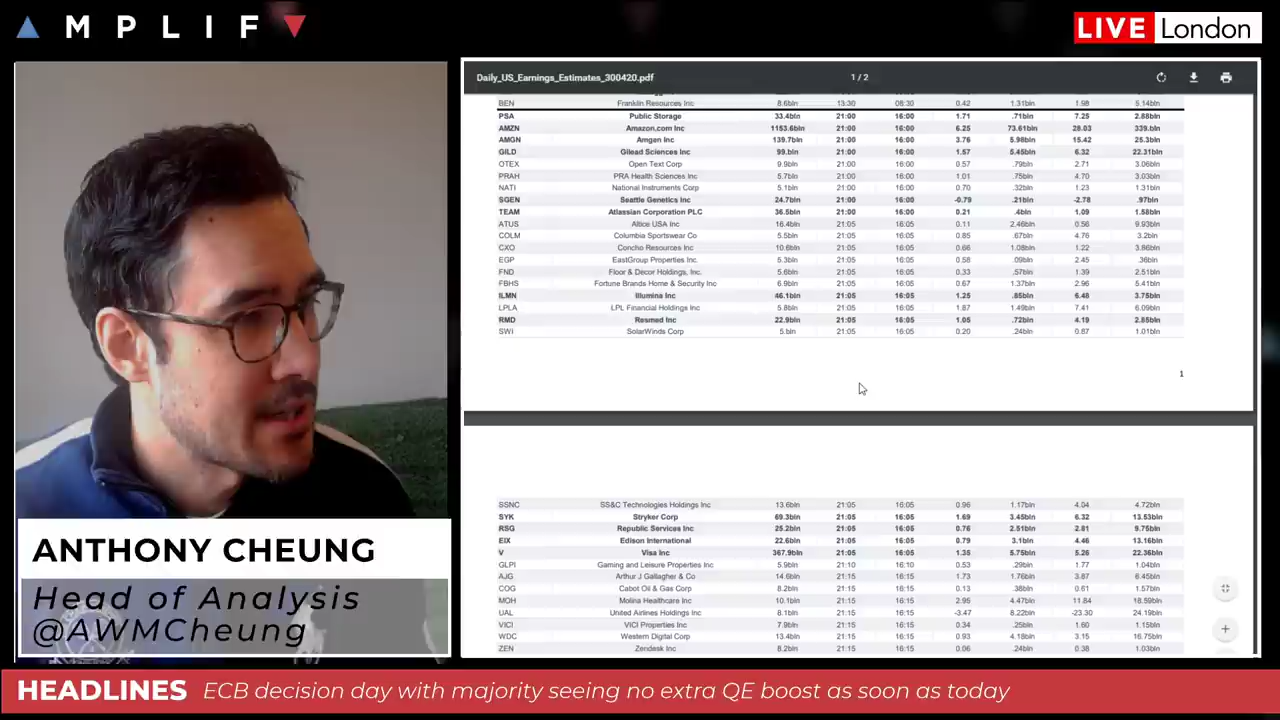 AMPLIFY
LIVE London
Daily_US_Earnings_Estimates_300420.pdf 1 / 2
BEN Franklin Resources Inc 8.6bln 13:30 08:30 0.42 1.31bln 1.98 5.14bln
PSA Public Storage 33.4bln 21:00 16:00 1.71 .71bln 7.25 2.88bln
AMZN Amazon.com Inc 1153.6bln 21:00 16:00 6.25 73.61bln 28.03 339.bln
AMGN Amgen Inc 139.7bln 21:00 16:00 3.76 5.98bln 15.42 25.3bln
GILD Gilead Sciences Inc 99.bln 21:00 16:00 1.57 5.45bln 6.32 22.31bln
OTEX Open Text Corp 9.9bln 21:00 16:00 0.57 .79bln 2.71 3.06bln
PRAH PRA Health Sciences Inc 5.7bln 21:00 16:00 1.01 .75bln 4.70 3.03bln
NATI National Instruments Corp 5.1bln 21:00 16:00 0.70 .32bln 1.23 1.31bln
SGEN Seattle Genetics Inc 24.7bln 21:00 16:00 -0.79 .21bln -2.78 .97bln
TEAM Atlassian Corporation PLC 36.5bln 21:00 16:00 0.21 .4bln 1.09 1.58bln
ATUS Altice USA Inc 16.4bln 21:05 16:05 0.11 2.46bln 0.56 9.93bln
COLM Columbia Sportswear Co 5.5bln 21:05 16:05 0.85 .67bln 4.76 3.2bln
CXO Concho Resources Inc 10.6bln 21:05 16:05 0.66 1.08bln 1.22 3.86bln
EGP EastGroup Properties Inc. 5.3bln 21:05 16:05 0.58 .09bln 2.45 .36bln
FND Floor & Decor Holdings, Inc. 5.6bln 21:05 16:05 0.33 .57bln 1.39 2.51bln
FBHS Fortune Brands Home & Security Inc 6.9bln 21:05 16:05 0.67 1.37bln 2.96 5.41bln
ILMN Illumina Inc 46.1bln 21:05 16:05 1.25 .85bln 6.48 3.75bln
LPLA LPL Financial Holdings Inc 5.8bln 21:05 16:05 1.87 1.49bln 7.41 6.09bln
RMD Resmed Inc 22.9bln 21:05 16:05 1.05 .72bln 4.19 2.85bln
SWI SolarWinds Corp 5.bln 21:05 16:05 0.20 .24bln 0.87 1.01bln
1
SSNC SS&C Technologies Holdings Inc 13.6bln 21:05 16:05 0.96 1.17bln 4.04 4.72bln
SYK Stryker Corp 69.3bln 21:05 16:05 1.69 3.45bln 6.32 13.53bln
RSG Republic Services Inc 25.2bln 21:05 16:05 0.76 2.51bln 2.81 9.75bln
EIX Edison International 22.6bln 21:05 16:05 0.79 3.1bln 4.46 13.16bln
V Visa Inc 367.9bln 21:05 16:05 1.35 5.75bln 5.26 22.36bln
GLPI Gaming and Leisure Properties Inc 5.9bln 21:10 16:10 0.53 .29bln 1.77 1.04bln
AJG Arthur J Gallagher & Co 14.6bln 21:15 16:15 1.73 1.76bln 3.87 6.45bln
COG Cabot Oil & Gas Corp 8.2bln 21:15 16:15 0.13 .38bln 0.61 1.57bln
MOH Molina Healthcare Inc 10.1bln 21:15 16:15 2.95 4.47bln 11.84 18.59bln
UAL United Airlines Holdings Inc 8.1bln 21:15 16:15 -3.47 8.22bln -23.30 24.19bln
VICI VICI Properties Inc 7.9bln 21:15 16:15 0.34 .25bln 1.60 1.15bln
WDC Western Digital Corp 13.4bln 21:15 16:15 0.93 4.18bln 3.15 16.75bln
ZEN Zendesk Inc 8.2bln 21:15 16:15 0.06 .24bln 0.38 1.03bln
ANTHONY CHEUNG
Head of Analysis
@AWMCheung
HEADLINES ECB decision day with majority seeing no extra QE boost as soon as today